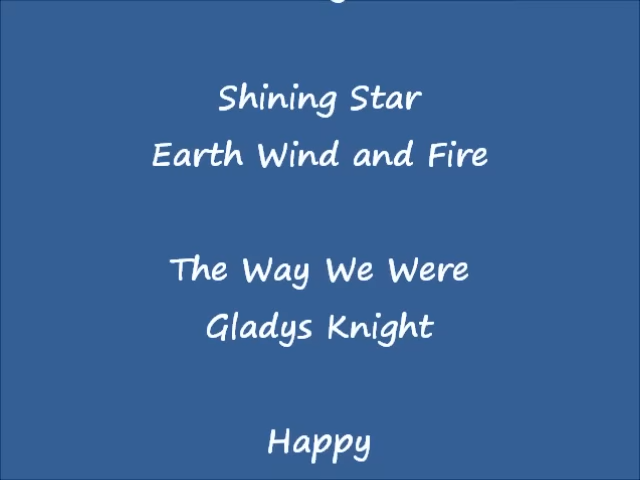 Shining Star
Earth Wind and Fire
The Way We Were
Gladys Knight
Happy